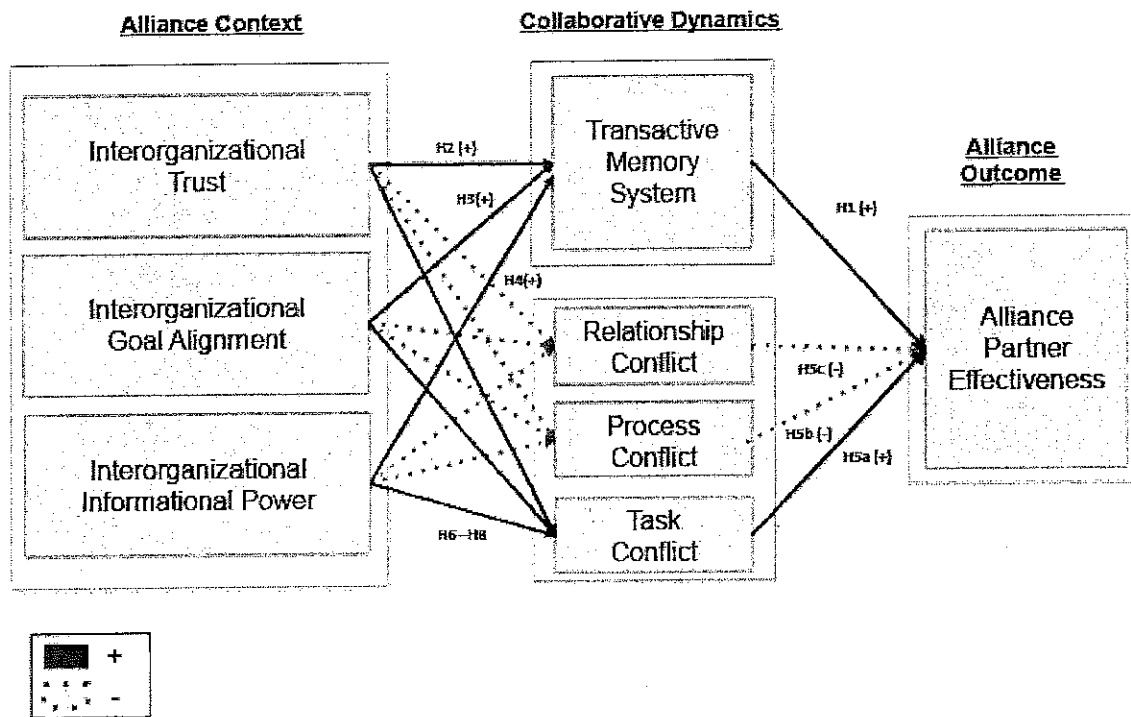 Alliance Context
Collaborative Dynamics
Interorganizational
Trust
Interorganizational
Goal Alignment
Interorganizational
Informational Power
H2 (+)
H3(+)
H4(+)
H6—H8
Transactive
Memory
System
Relationship
Conflict
Process
Conflict
Task
Conflict
H1 (+)
H5c (-)
H5b (-)
H5a (+)
Alliance
Outcome
Alliance
Partner
Effectiveness
+
-